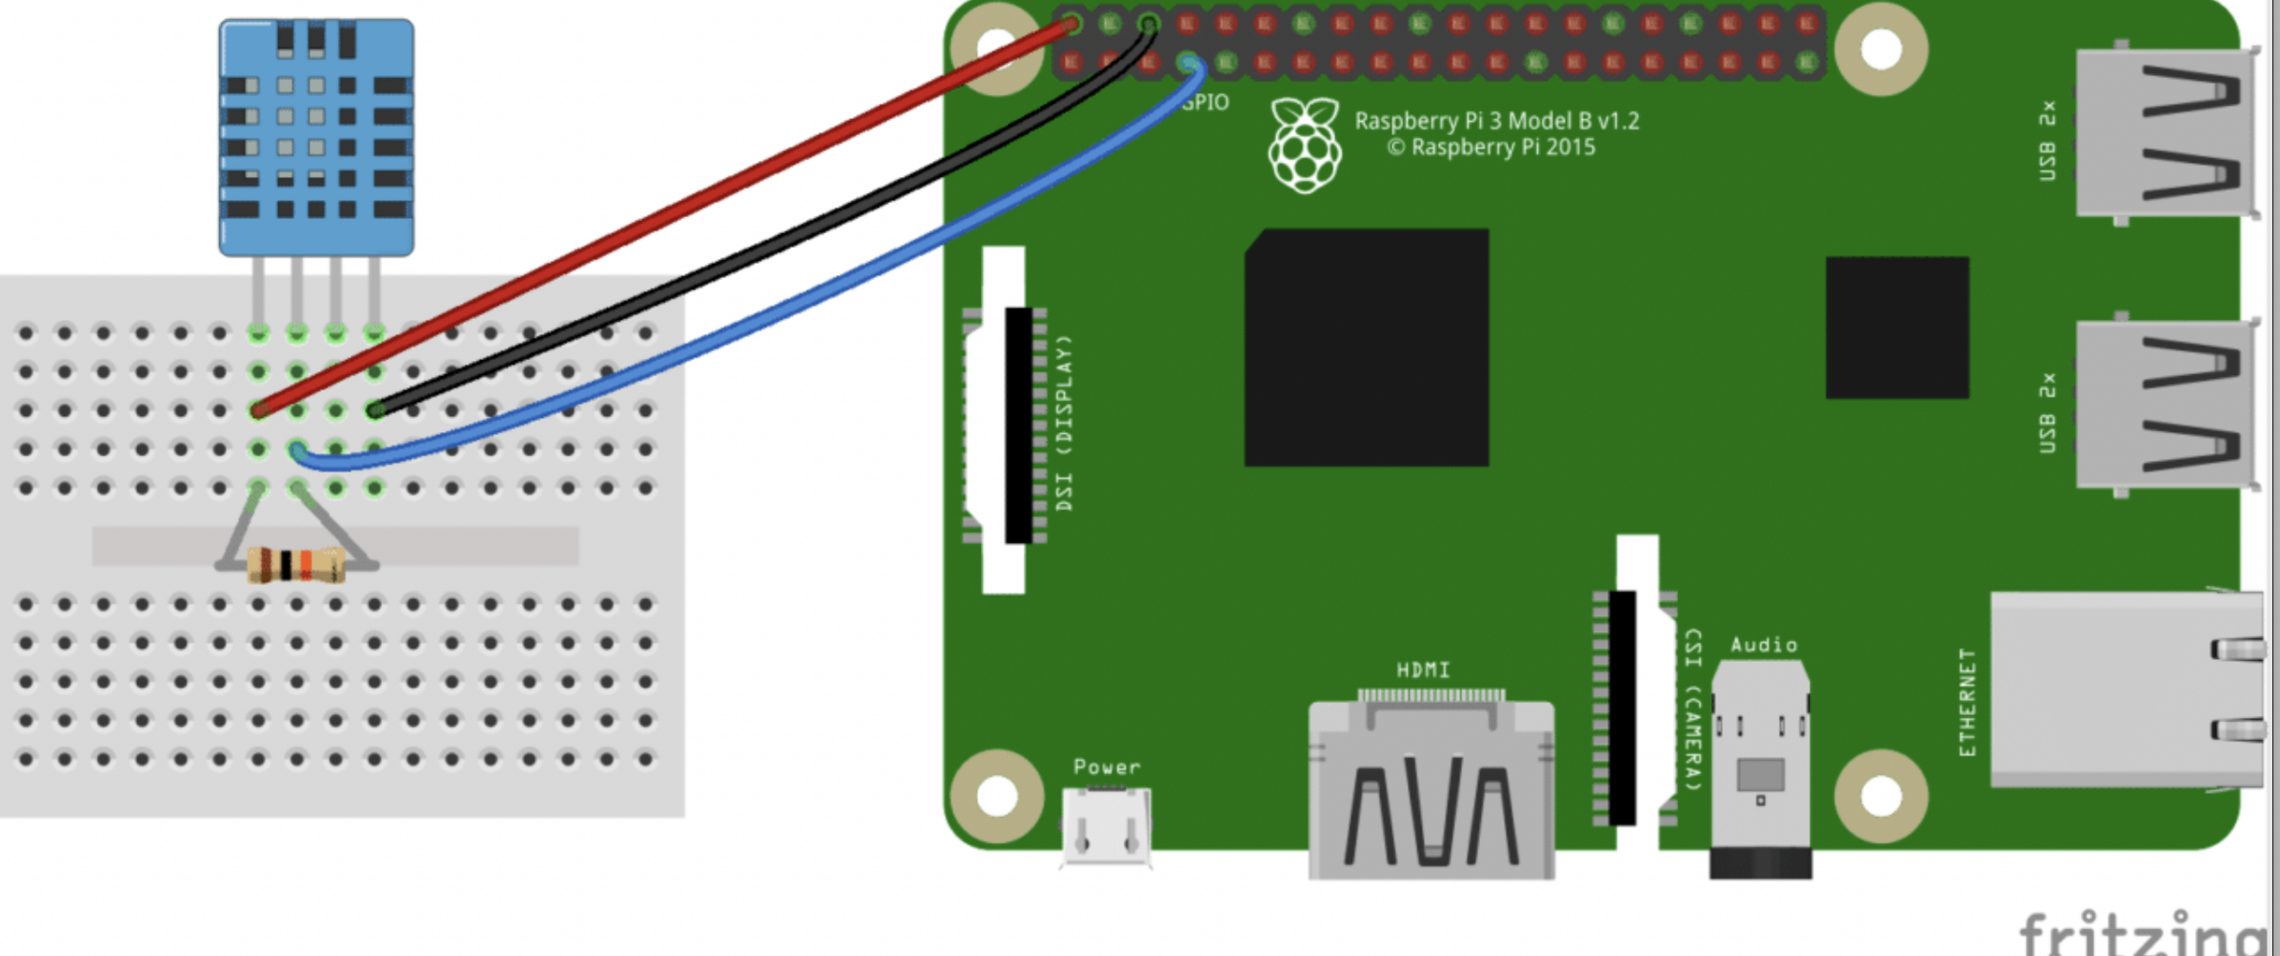 GPIO
Raspberry Pi 3 Model B v1.2
© Raspberry Pi 2015
USB 2x
DSI (DISPLAY)
USB 2x
HDMI
CSI (CAMERA)
Audio
ETHERNET
Power
fritzing